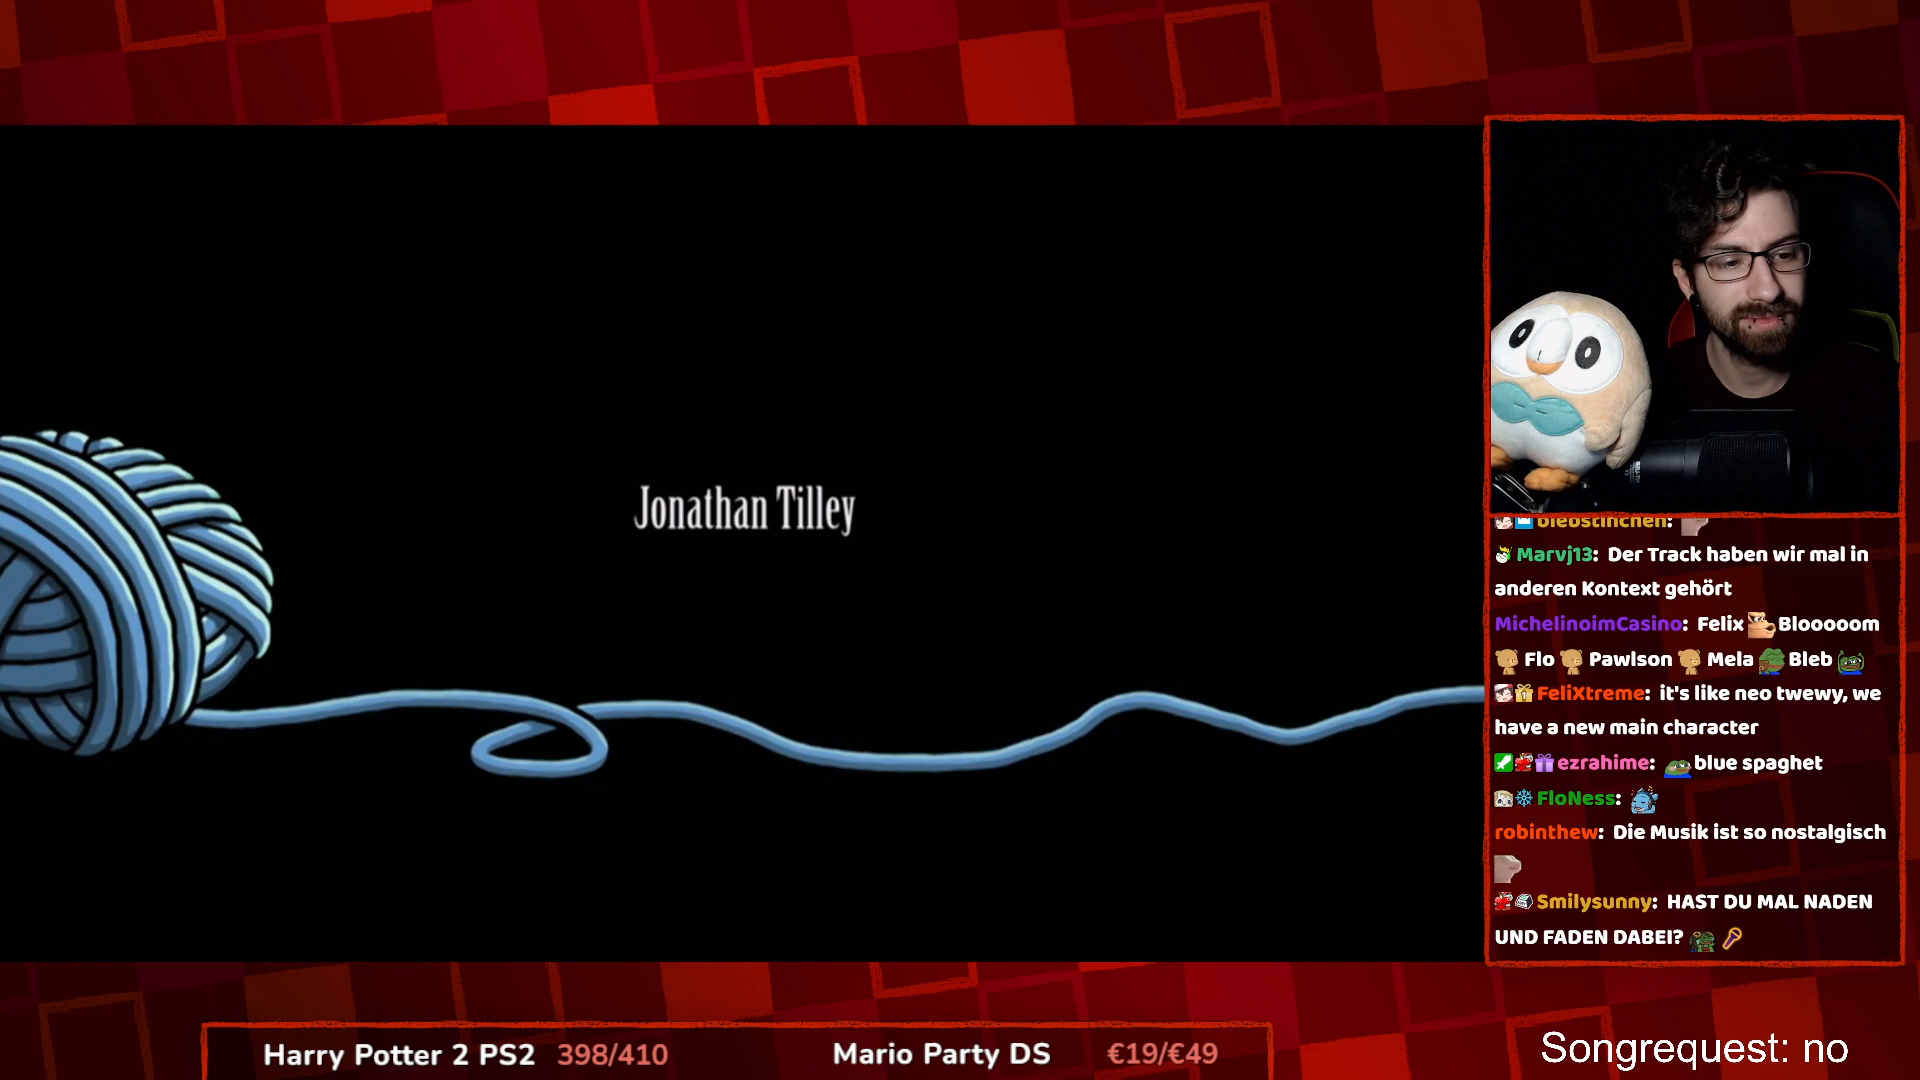 Jonathan Tilley
blebstinchen:
Marvj13: Der Track haben wir mal in
anderen Kontext gehört
MichelinoimCasino: Felix Blooooom
Flo Pawlson Mela Bleb
FeliXtreme: it's like neo twewy, we
have a new main character
ezrahime: blue spaghet
FloNess:
robinthew: Die Musik ist so nostalgisch
Smilysunny: HAST DU MAL NADEN
UND FADEN DABEI?
Harry Potter 2 PS2 398/410
Mario Party DS €19/€49
Songrequest: no